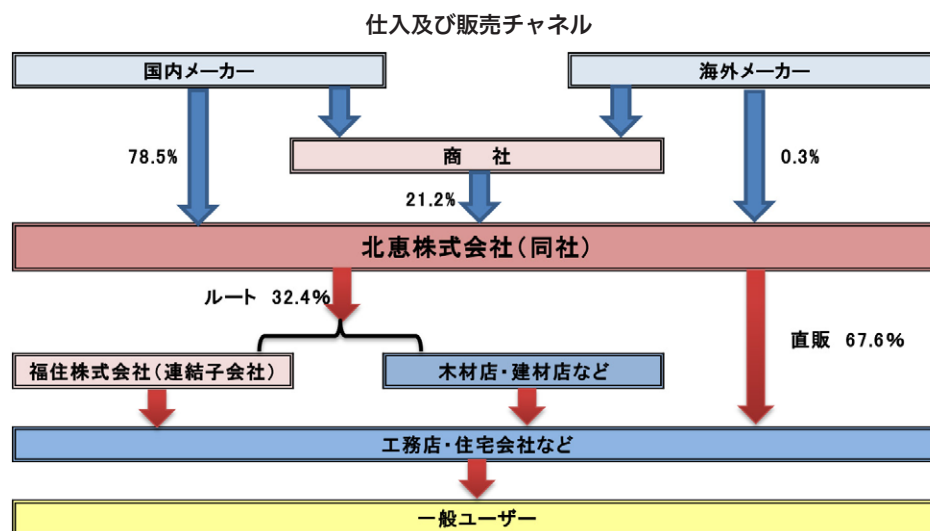 仕入及び販売チャネル
国内メーカー
海外メーカー
78.5%
商 社
0.3%
21.2%
北恵株式会社(同社)
ルート 32.4%
直販 67.6%
福住株式会社(連結子会社)
木材店・建材店など
工務店・住宅会社など
一般ユーザー